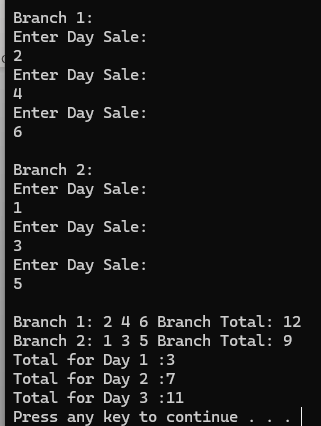 Branch 1:
Enter Day Sale:
2
Enter Day Sale:
4
Enter Day Sale:
6
Branch 2:
Enter Day Sale:
1
Enter Day Sale:
3
Enter Day Sale:
5
Branch 1: 2 4 6 Branch Total: 12
Branch 2: 1 3 5 Branch Total: 9
Total for Day 1 :3
Total for Day 2 :7
Total for Day 3 :11
Press any key to continue . . .